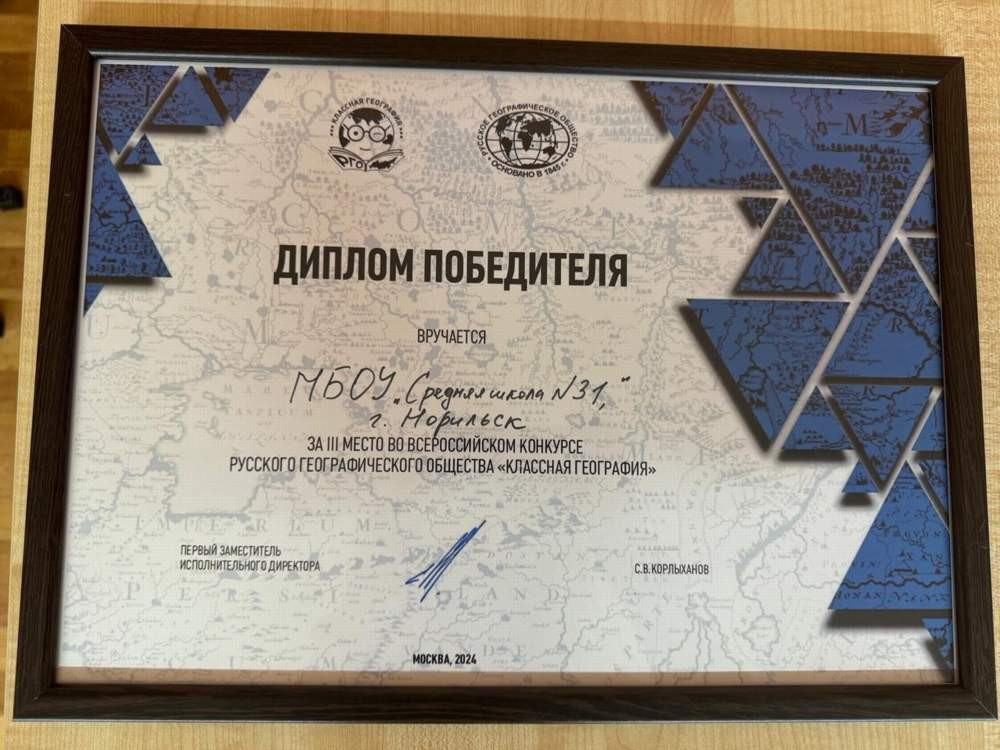 ••• КЛАССНАЯ ГЕОГРАФИЯ •••
РГО
• РУССКОЕ ГЕОГРАФИЧЕСКОЕ ОБЩЕСТВО •
ОСНОВАНО В 1845 г.
ДИПЛОМ ПОБЕДИТЕЛЯ
ВРУЧАЕТСЯ
МБОУ „Средняя школа N31,“
г. Норильск
ЗА III МЕСТО ВО ВСЕРОССИЙСКОМ КОНКУРСЕ
РУССКОГО ГЕОГРАФИЧЕСКОГО ОБЩЕСТВА «КЛАССНАЯ ГЕОГРАФИЯ»
ПЕРВЫЙ ЗАМЕСТИТЕЛЬ
ИСПОЛНИТЕЛЬНОГО ДИРЕКТОРА
С.В.КОРЛЫХАНОВ
МОСКВА, 2024